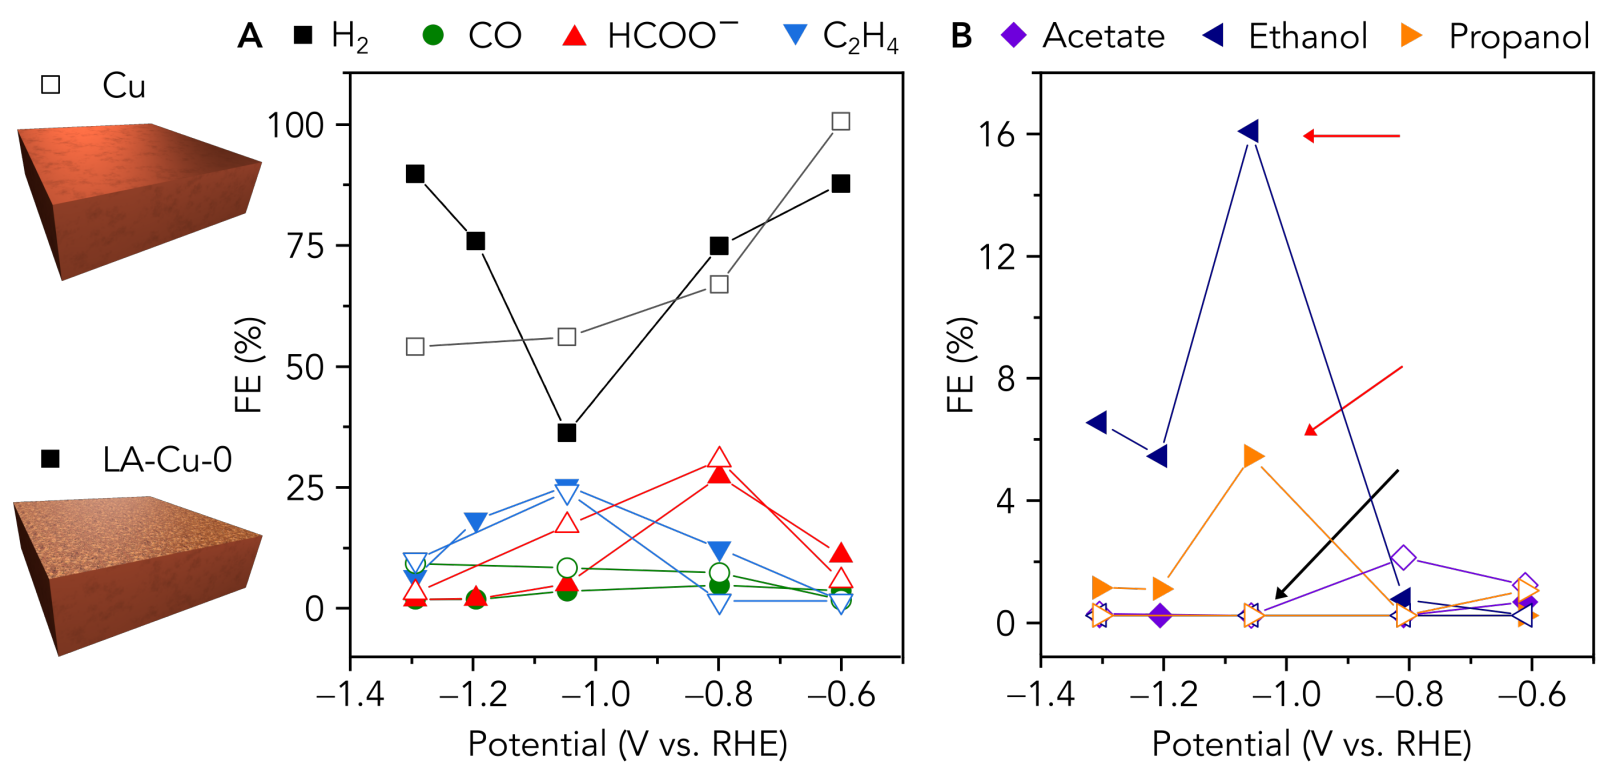 A H₂ CO HCOO⁻ C₂H₄
B Acetate Ethanol Propanol
Cu
LA-Cu-0
FE (%)
100
75
50
25
0
−1.4 −1.2 −1.0 −0.8 −0.6
Potential (V vs. RHE)
FE (%)
16
12
8
4
0
−1.4 −1.2 −1.0 −0.8 −0.6
Potential (V vs. RHE)